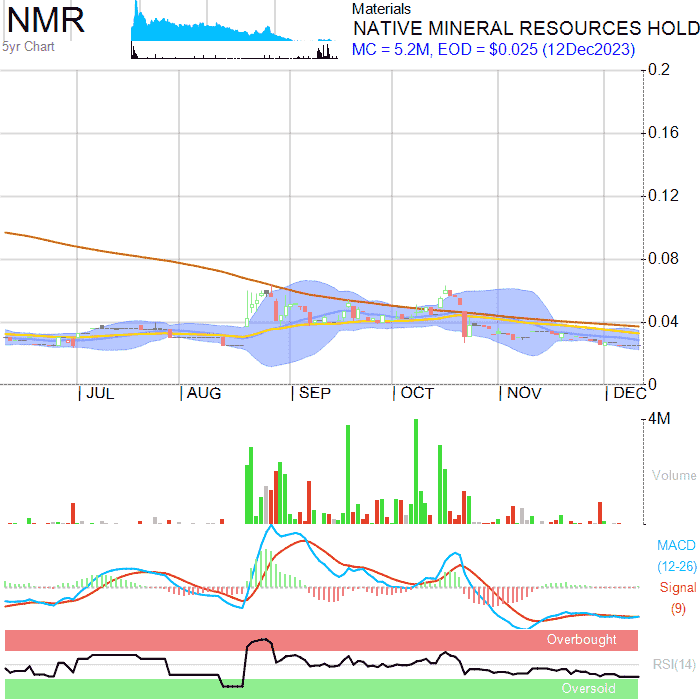 NMR
5yr Chart
Materials
NATIVE MINERAL RESOURCES HOLD
MC = 5.2M, EOD = $0.025 (12Dec2023)
0.2
0.16
0.12
0.08
0.04
0
JUL
AUG
SEP
OCT
NOV
DEC
4M
Volume
MACD
(12-26)
Signal
(9)
Overbought
RSI(14)
Oversold